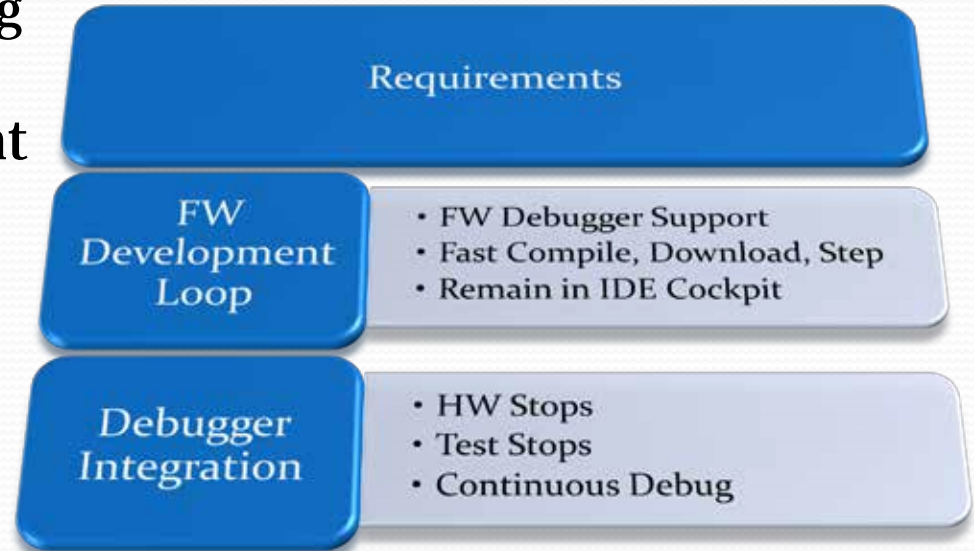 Requirements
FW
Development
Loop
• FW Debugger Support
• Fast Compile, Download, Step
• Remain in IDE Cockpit
Debugger
Integration
• HW Stops
• Test Stops
• Continuous Debug